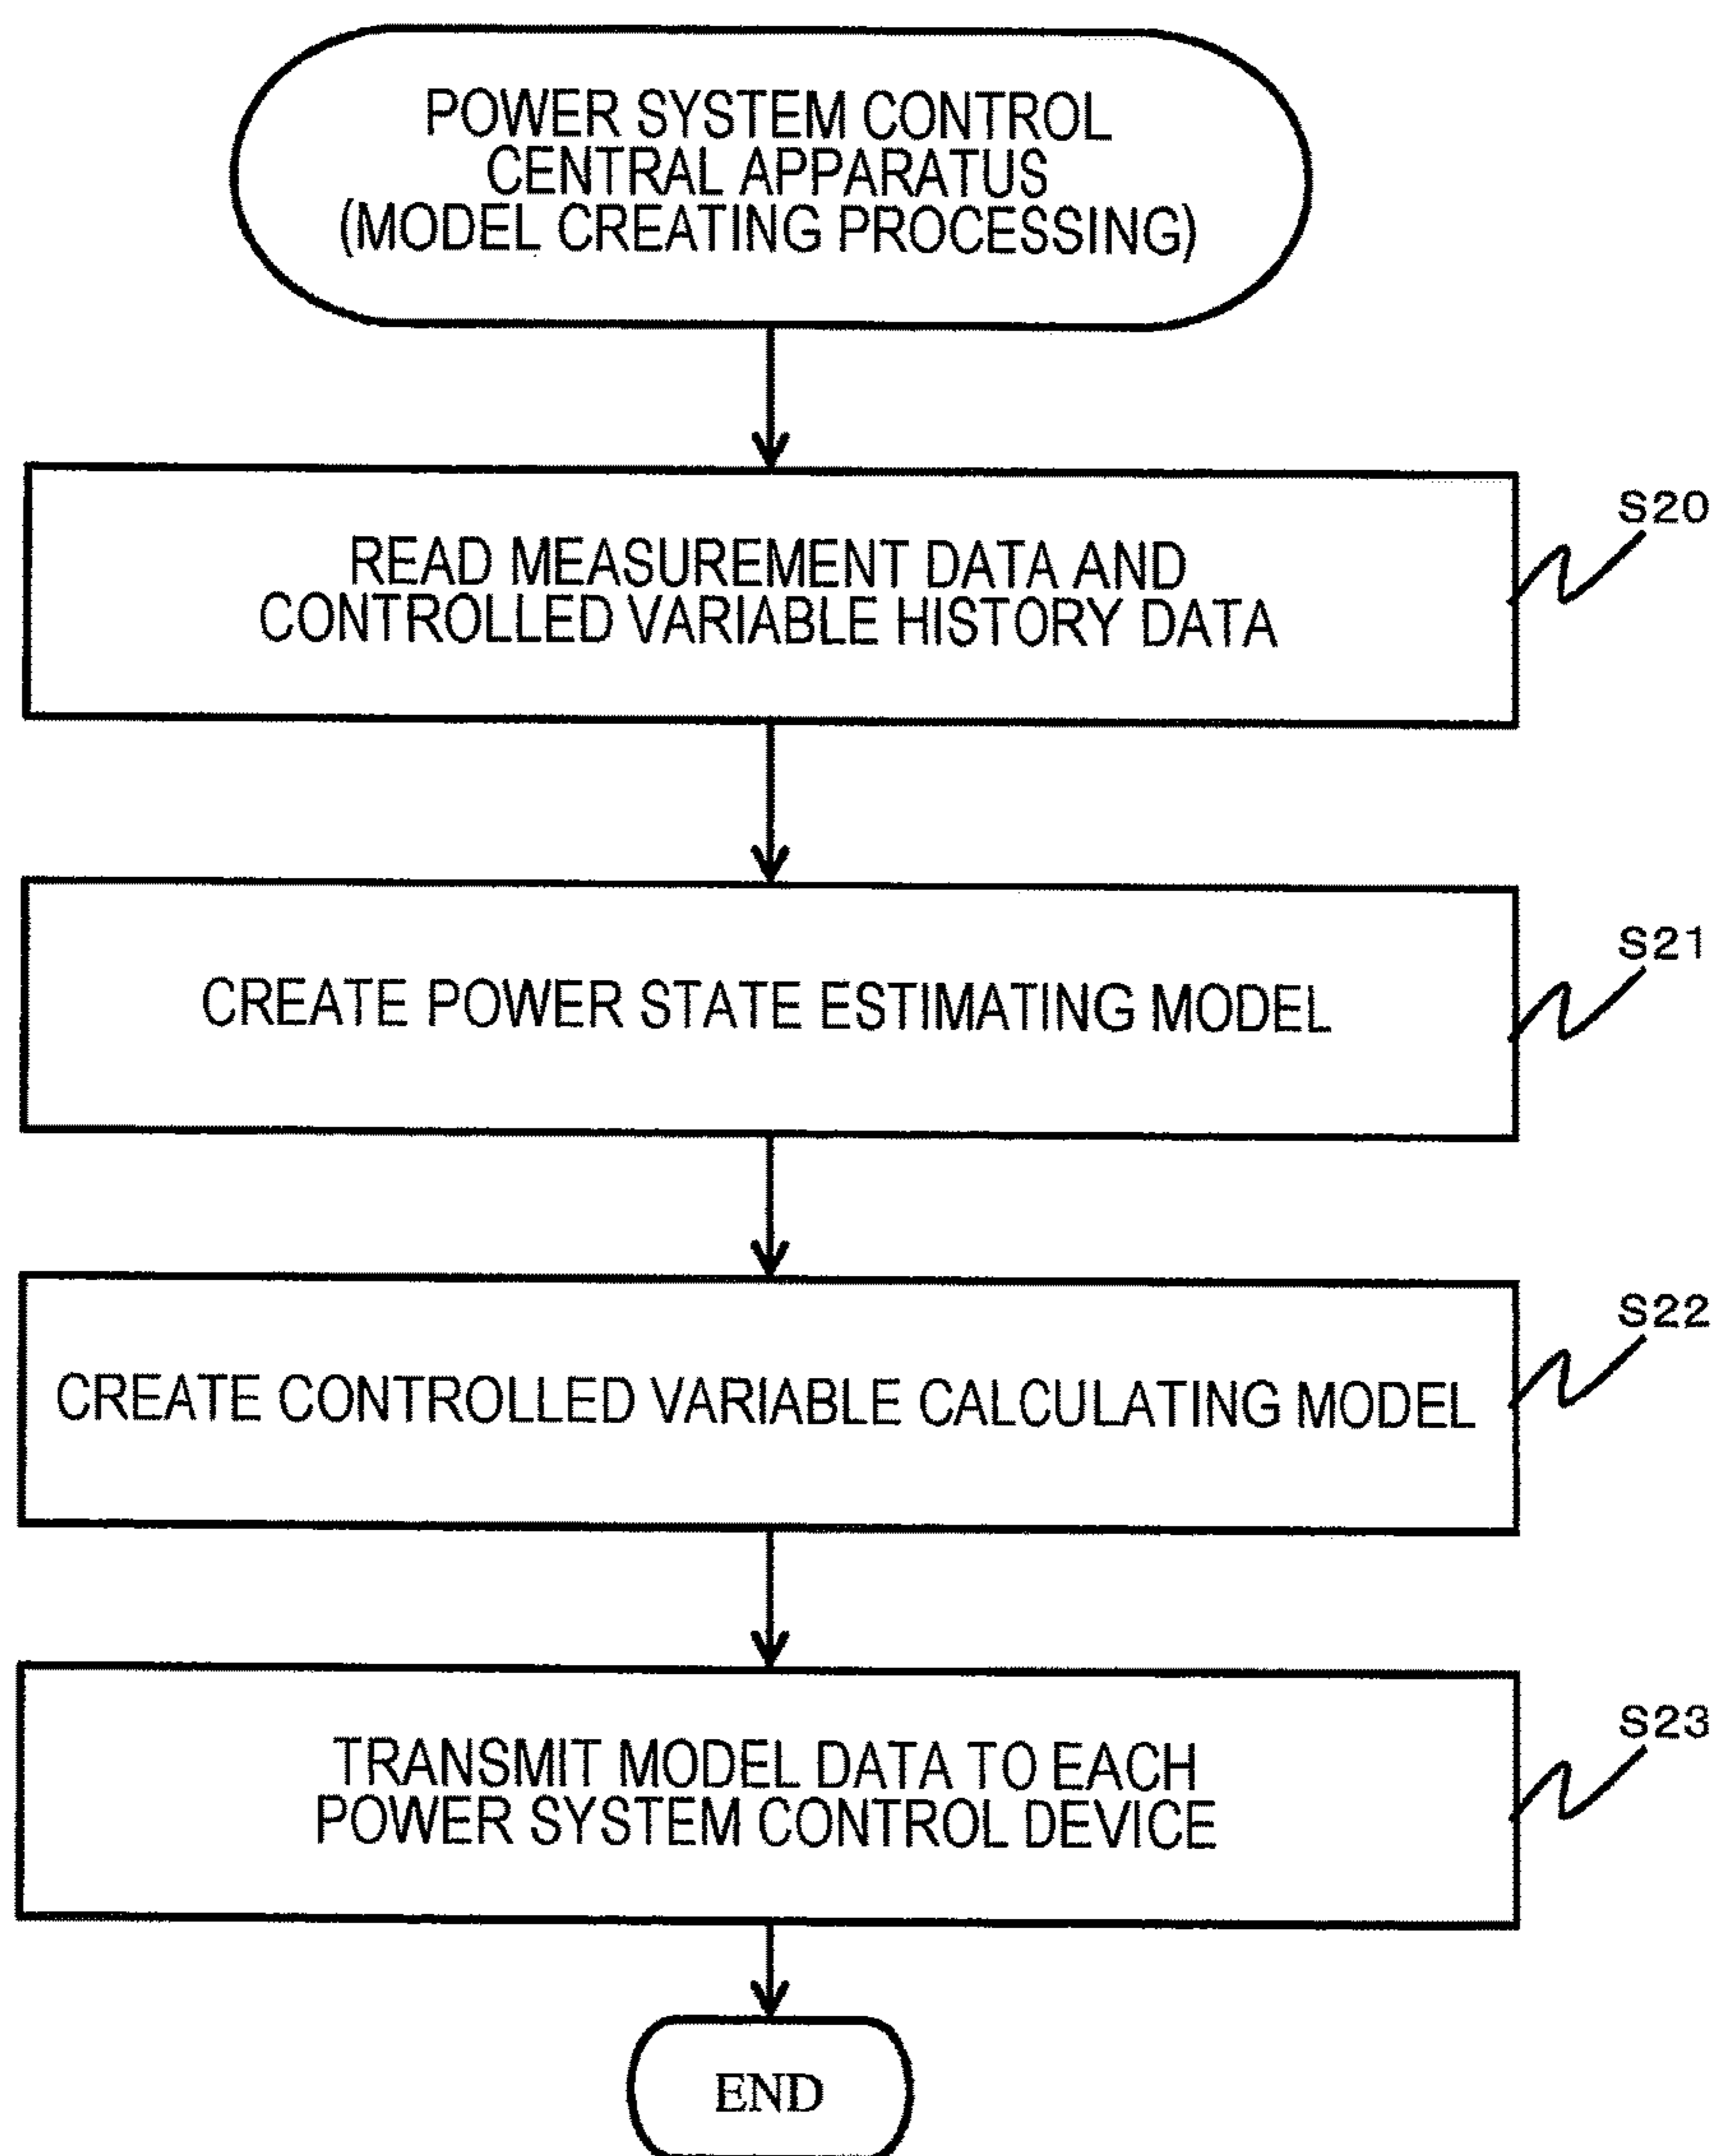 POWER SYSTEM CONTROL
CENTRAL APPARATUS
(MODEL CREATING PROCESSING)
READ MEASUREMENT DATA AND
CONTROLLED VARIABLE HISTORY DATA
S20
CREATE POWER STATE ESTIMATING MODEL
S21
CREATE CONTROLLED VARIABLE CALCULATING MODEL
S22
TRANSMIT MODEL DATA TO EACH
POWER SYSTEM CONTROL DEVICE
S23
END